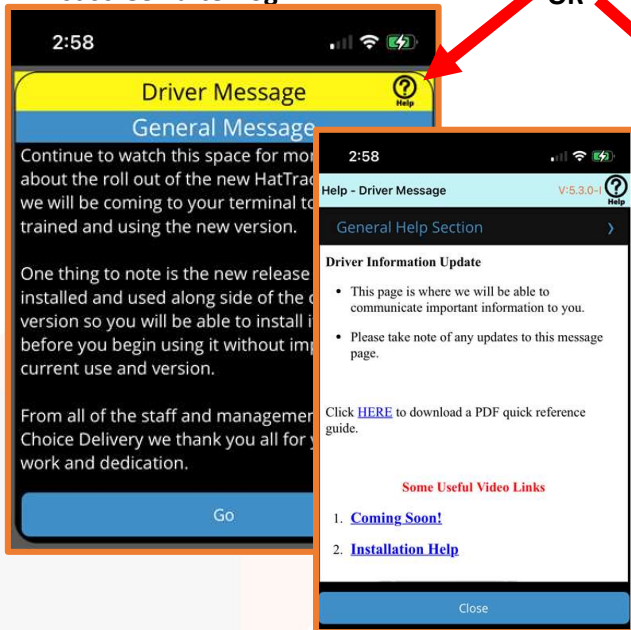 OR
2:58
Driver Message
Help
General Message
Continue to watch this space for
about the roll out of the new
we will be coming to your terminal
trained and using the new version.
One thing to note is the new release
installed and used along side of the
version so you will be able to install
before you begin using it without
current use and version.
From all of the staff and
Choice Delivery we thank you all for
work and dedication.
Go
2:58
Help - Driver Message
V:5.3.0-I
Help
General Help Section
Driver Information Update
• This page is where we will be able to
communicate important information to you.
• Please take note of any updates to this message
page.
Click HERE to download a PDF quick reference
guide.
Some Useful Video Links
1. Coming Soon!
2. Installation Help
Close